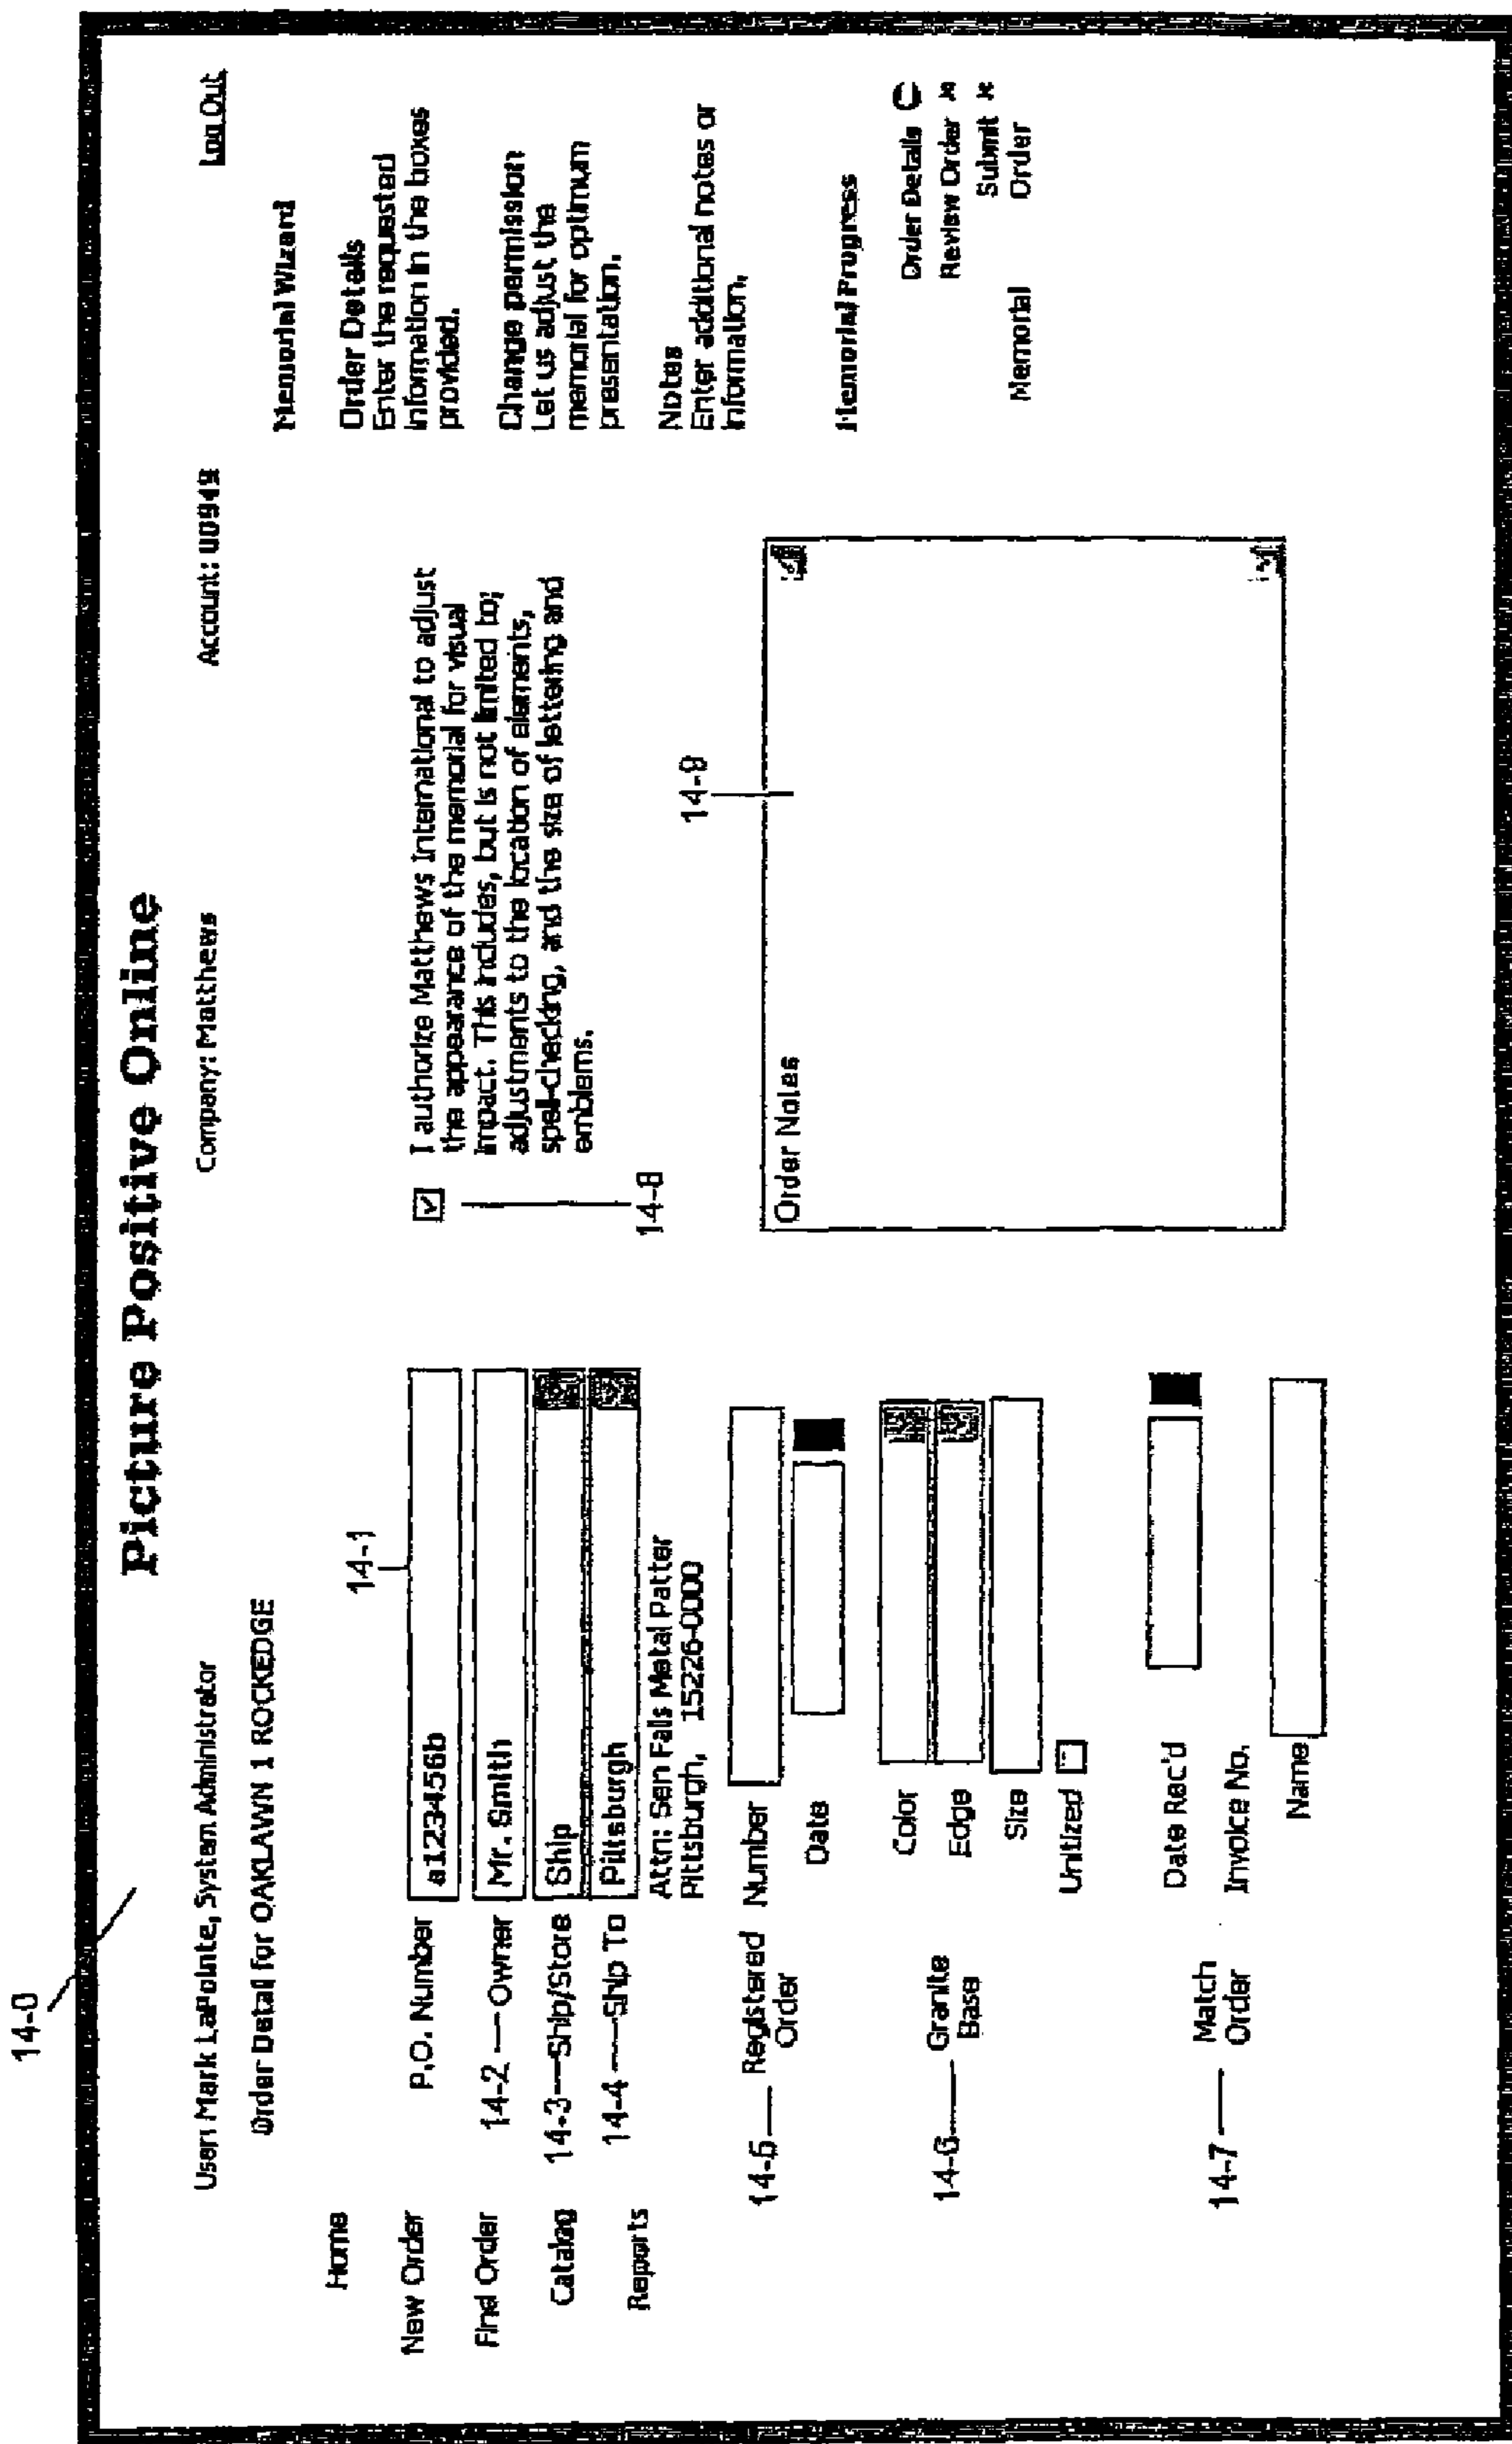 14-0
Picture Positive Online
User: Mark LaPointe, System Administrator
Company: Matthews
Account: 00949
Log Out
Order Detail for OAKLAWN 1 ROCKEDGE
Home
New Order
Find Order
Catalog
Reports
14-1
P.O. Number
a123456b
14-2
Owner
Mr. Smith
14-3
Ship/Store
Ship
14-4
Ship To
Pittsburgh
Attn: Sen Falls Metal Patter
Pittsburgh, 15226-0000
14-5
Registered
Order
Number
Date
14-6
Granite
Base
Color
Edge
Size
Unitized
14-7
Match
Order
Date Rec'd
Invoice No.
Name
I authorize Matthews International to adjust
the appearance of the memorial for visual
impact. This includes, but is not limited to;
adjustments to the location of elements,
spell-checking, and the size of lettering and
emblems.
14-8
14-9
Order Notes
Memorial Wizard
Order Details
Enter the requested
information in the boxes
provided.
Change permission
Let us adjust the
memorial for optimum
presentation.
Notes
Enter additional notes or
information.
Memorial Progress
Order Details
Review Order
Submit
Order
Memorial